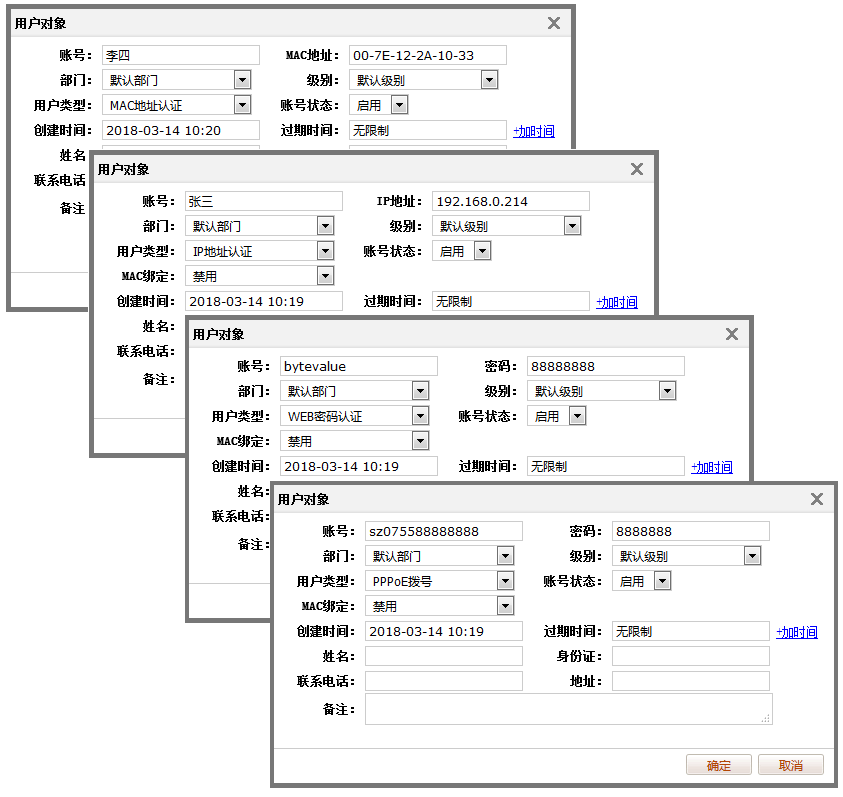 用户对象
账号： 李四 MAC地址： 00-7E-12-2A-10-33
部门： 默认部门 级别： 默认级别
用户类型： MAC地址认证 账号状态： 启用
创建时间： 2018-03-14 10:20 过期时间： 无限制 +加时间
姓名
联系电话
备注
用户对象
账号： 张三 IP地址： 192.168.0.214
部门： 默认部门 级别： 默认级别
用户类型： IP地址认证 账号状态： 启用
MAC绑定： 禁用
创建时间： 2018-03-14 10:19 过期时间： 无限制 +加时间
姓名：
联系电话：
备注：
用户对象
账号： bytevalue 密码： 88888888
部门： 默认部门 级别： 默认级别
用户类型： WEB密码认证 账号状态： 启用
MAC绑定： 禁用
创建时间： 2018-03-14 10:19 过期时间： 无限制 +加时间
姓名：
联系电话：
备注：
用户对象
账号： sz075588888888 密码： 8888888
部门： 默认部门 级别： 默认级别
用户类型： PPPoE拨号 账号状态： 启用
MAC绑定： 禁用
创建时间： 2018-03-14 10:19 过期时间： 无限制 +加时间
姓名： 身份证：
联系电话： 地址：
备注：
确定 取消